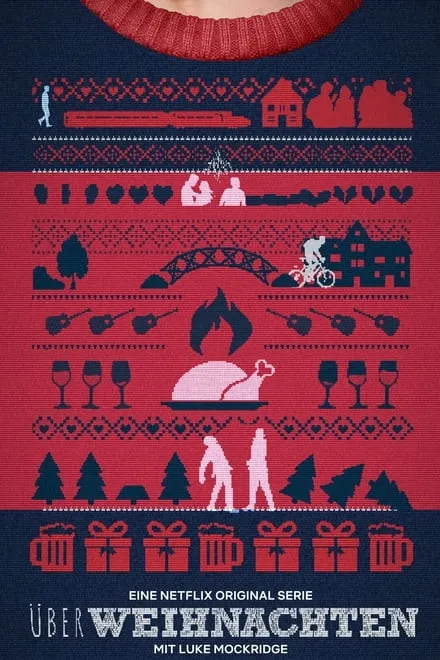 EINE NETFLIX ORIGINAL SERIE
ÜBER WEIHNACHTEN
MIT LUKE MOCKRIDGE